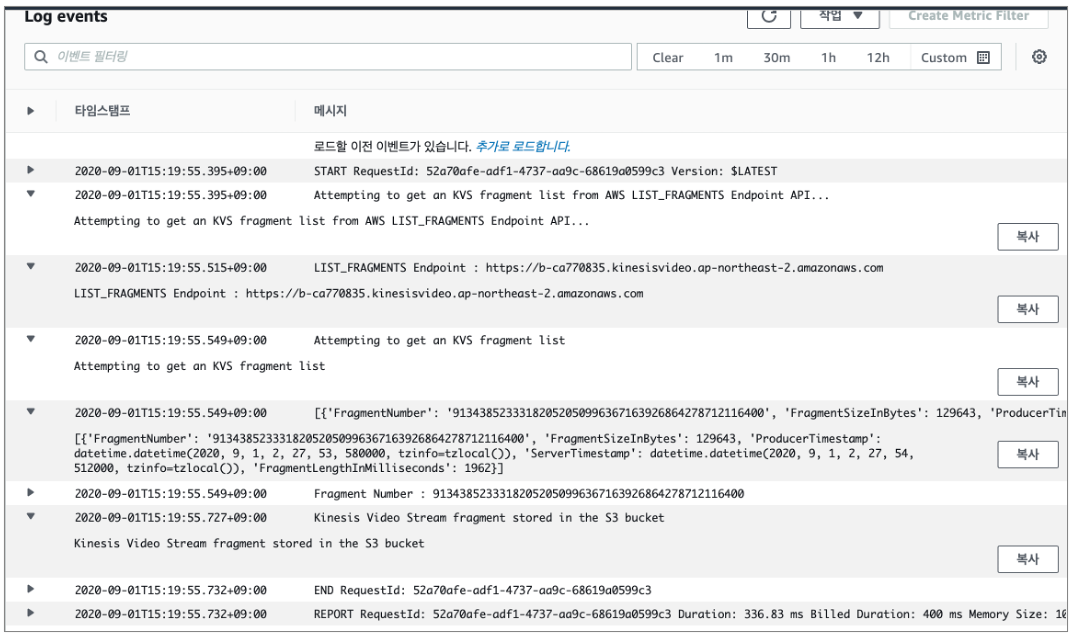 Log events
작업
Create Metric Filter
이벤트 필터링
Clear 1m 30m 1h 12h Custom
타임스탬프 메시지
로드할 이전 이벤트가 있습니다. 추가로 로드합니다.
2020-09-01T15:19:55.395+09:00 START RequestId: 52a70afe-adf1-4737-aa9c-68619a0599c3 Version: $LATEST
2020-09-01T15:19:55.395+09:00 Attempting to get an KVS fragment list from AWS LIST_FRAGMENTS Endpoint API...
Attempting to get an KVS fragment list from AWS LIST_FRAGMENTS Endpoint API...
복사
2020-09-01T15:19:55.515+09:00 LIST_FRAGMENTS Endpoint : https://b-ca770835.kinesisvideo.ap-northeast-2.amazonaws.com
LIST_FRAGMENTS Endpoint : https://b-ca770835.kinesisvideo.ap-northeast-2.amazonaws.com
복사
2020-09-01T15:19:55.549+09:00 Attempting to get an KVS fragment list
Attempting to get an KVS fragment list
복사
2020-09-01T15:19:55.549+09:00 [{'FragmentNumber': '91343852333182052050996367163926864278712116400', 'FragmentSizeInBytes': 129643, 'ProducerTim
[{'FragmentNumber': '91343852333182052050996367163926864278712116400', 'FragmentSizeInBytes': 129643, 'ProducerTimestamp':
datetime.datetime(2020, 9, 1, 2, 27, 53, 580000, tzinfo=tzlocal()), 'ServerTimestamp': datetime.datetime(2020, 9, 1, 2, 27, 54,
512000, tzinfo=tzlocal()), 'FragmentLengthInMilliseconds': 1962}]
복사
2020-09-01T15:19:55.549+09:00 Fragment Number : 91343852333182052050996367163926864278712116400
2020-09-01T15:19:55.727+09:00 Kinesis Video Stream fragment stored in the S3 bucket
Kinesis Video Stream fragment stored in the S3 bucket
복사
2020-09-01T15:19:55.732+09:00 END RequestId: 52a70afe-adf1-4737-aa9c-68619a0599c3
2020-09-01T15:19:55.732+09:00 REPORT RequestId: 52a70afe-adf1-4737-aa9c-68619a0599c3 Duration: 336.83 ms Billed Duration: 400 ms Memory Size: 10